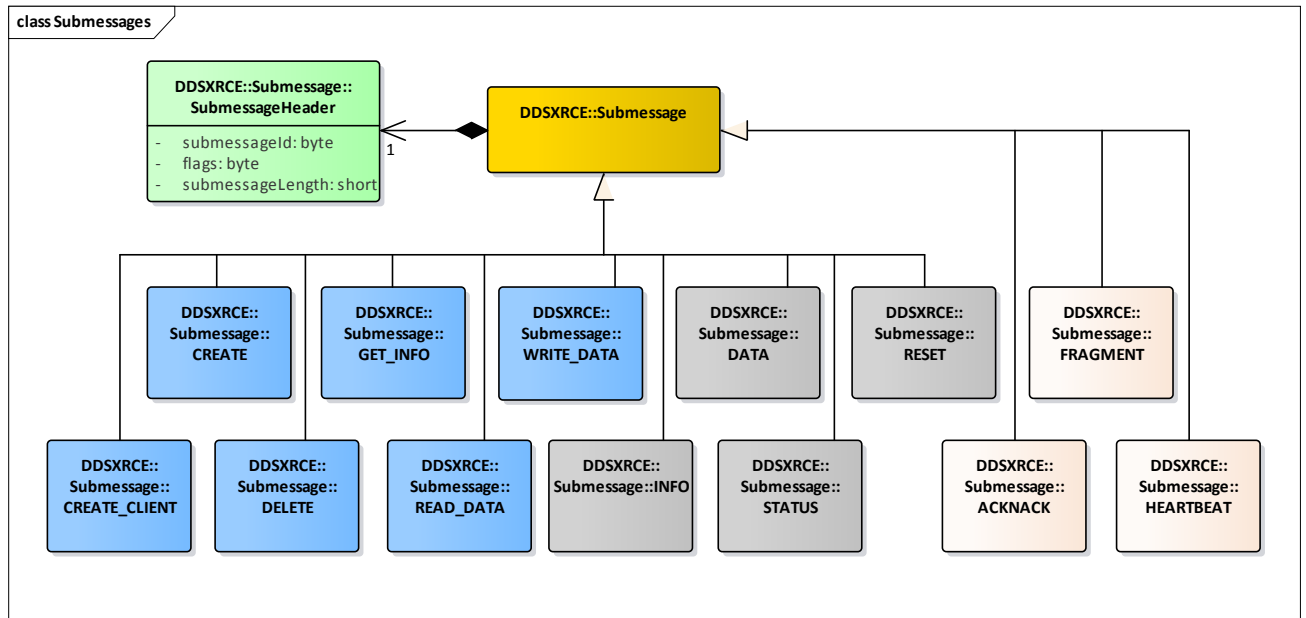 class Submessages
DDSXRCE::Submessage::
SubmessageHeader
- submessageId: byte
- flags: byte
- submessageLength: short
1
DDSXRCE::Submessage
DDSXRCE::
Submessage::
CREATE
DDSXRCE::
Submessage::
GET_INFO
DDSXRCE::
Submessage::
WRITE_DATA
DDSXRCE::
Submessage::
DATA
DDSXRCE::
Submessage::
RESET
DDSXRCE::
Submessage::
FRAGMENT
DDSXRCE::
Submessage::
CREATE_CLIENT
DDSXRCE::
Submessage::
DELETE
DDSXRCE::
Submessage::
READ_DATA
DDSXRCE::
Submessage::INFO
DDSXRCE::
Submessage::
STATUS
DDSXRCE::
Submessage::
ACKNACK
DDSXRCE::
Submessage::
HEARTBEAT